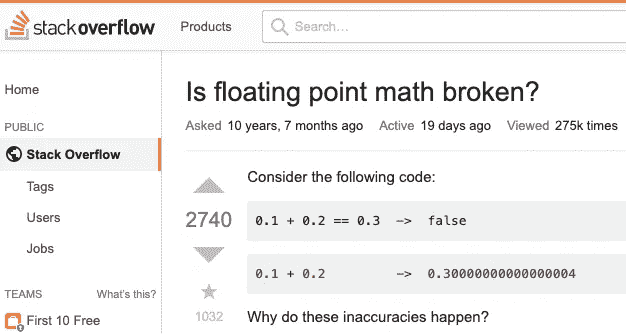 stackoverflow Products Search...
Home
PUBLIC
Stack Overflow
Tags
Users
Jobs
TEAMS What's this?
First 10 Free
Is floating point math broken?
Asked 10 years, 7 months ago Active 19 days ago Viewed 275k times
2740
1032
Consider the following code:
0.1 + 0.2 == 0.3 -> false
0.1 + 0.2 -> 0.30000000000000004
Why do these inaccuracies happen?